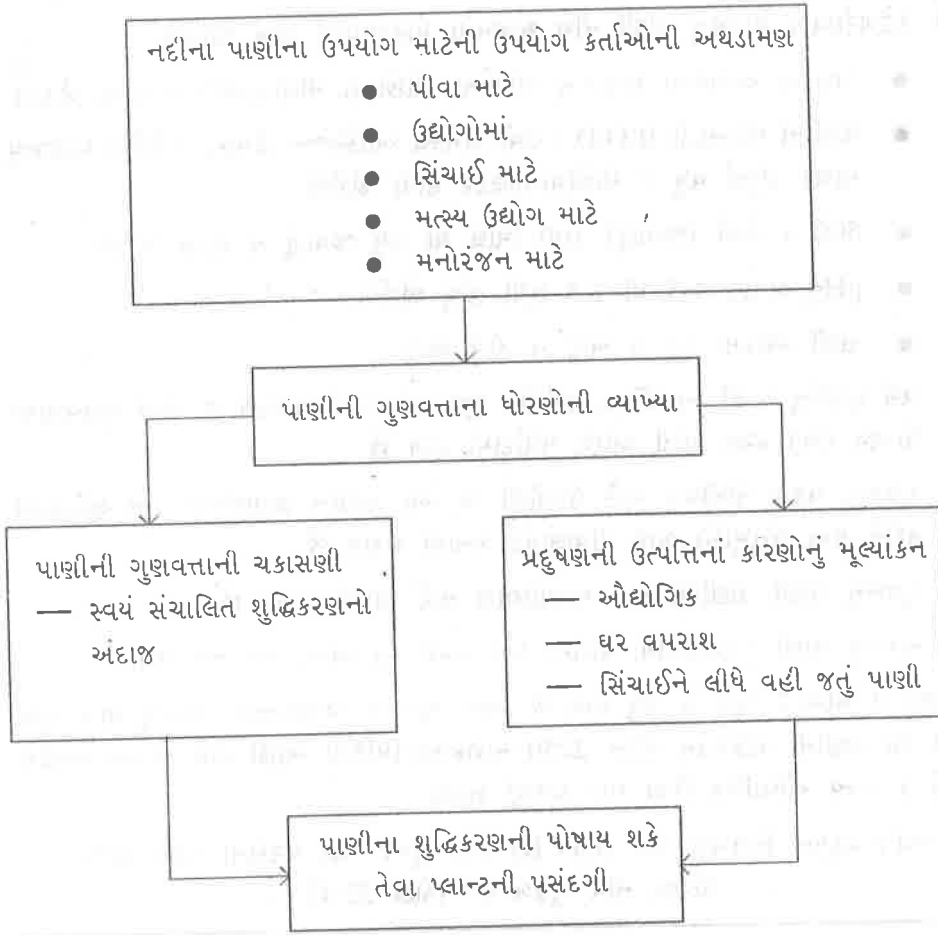 નદીના પાણીના ઉપયોગ માટેની ઉપયોગ કર્તાઓની અથડામણ
● પીવા માટે
● ઉદ્યોગોમાં
● સિંચાઈ માટે
● મત્સ્ય ઉદ્યોગ માટે
● મનોરંજન માટે
પાણીની ગુણવત્તાના ધોરણોની વ્યાખ્યા
પાણીની ગુણવત્તાની ચકાસણી
— સ્વયં સંચાલિત શુદ્ધિકરણનો
અંદાજ
પ્રદુષણની ઉત્પત્તિના કારણોનું મૂલ્યાંકન
— ઔદ્યોગિક
— ઘર વપરાશ
— સિંચાઈને લીધે વહી જતું પાણી
પાણીના શુદ્ધિકરણની પોષાય શકે
તેવા પ્લાન્ટની પસંદગી